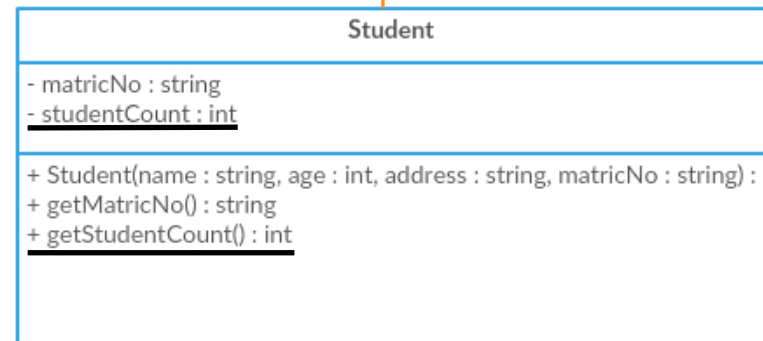 Student
- matricNo : string
- studentCount : int
+ Student(name : string, age : int, address : string, matricNo : string) :
+ getMatricNo() : string
+ getStudentCount() : int